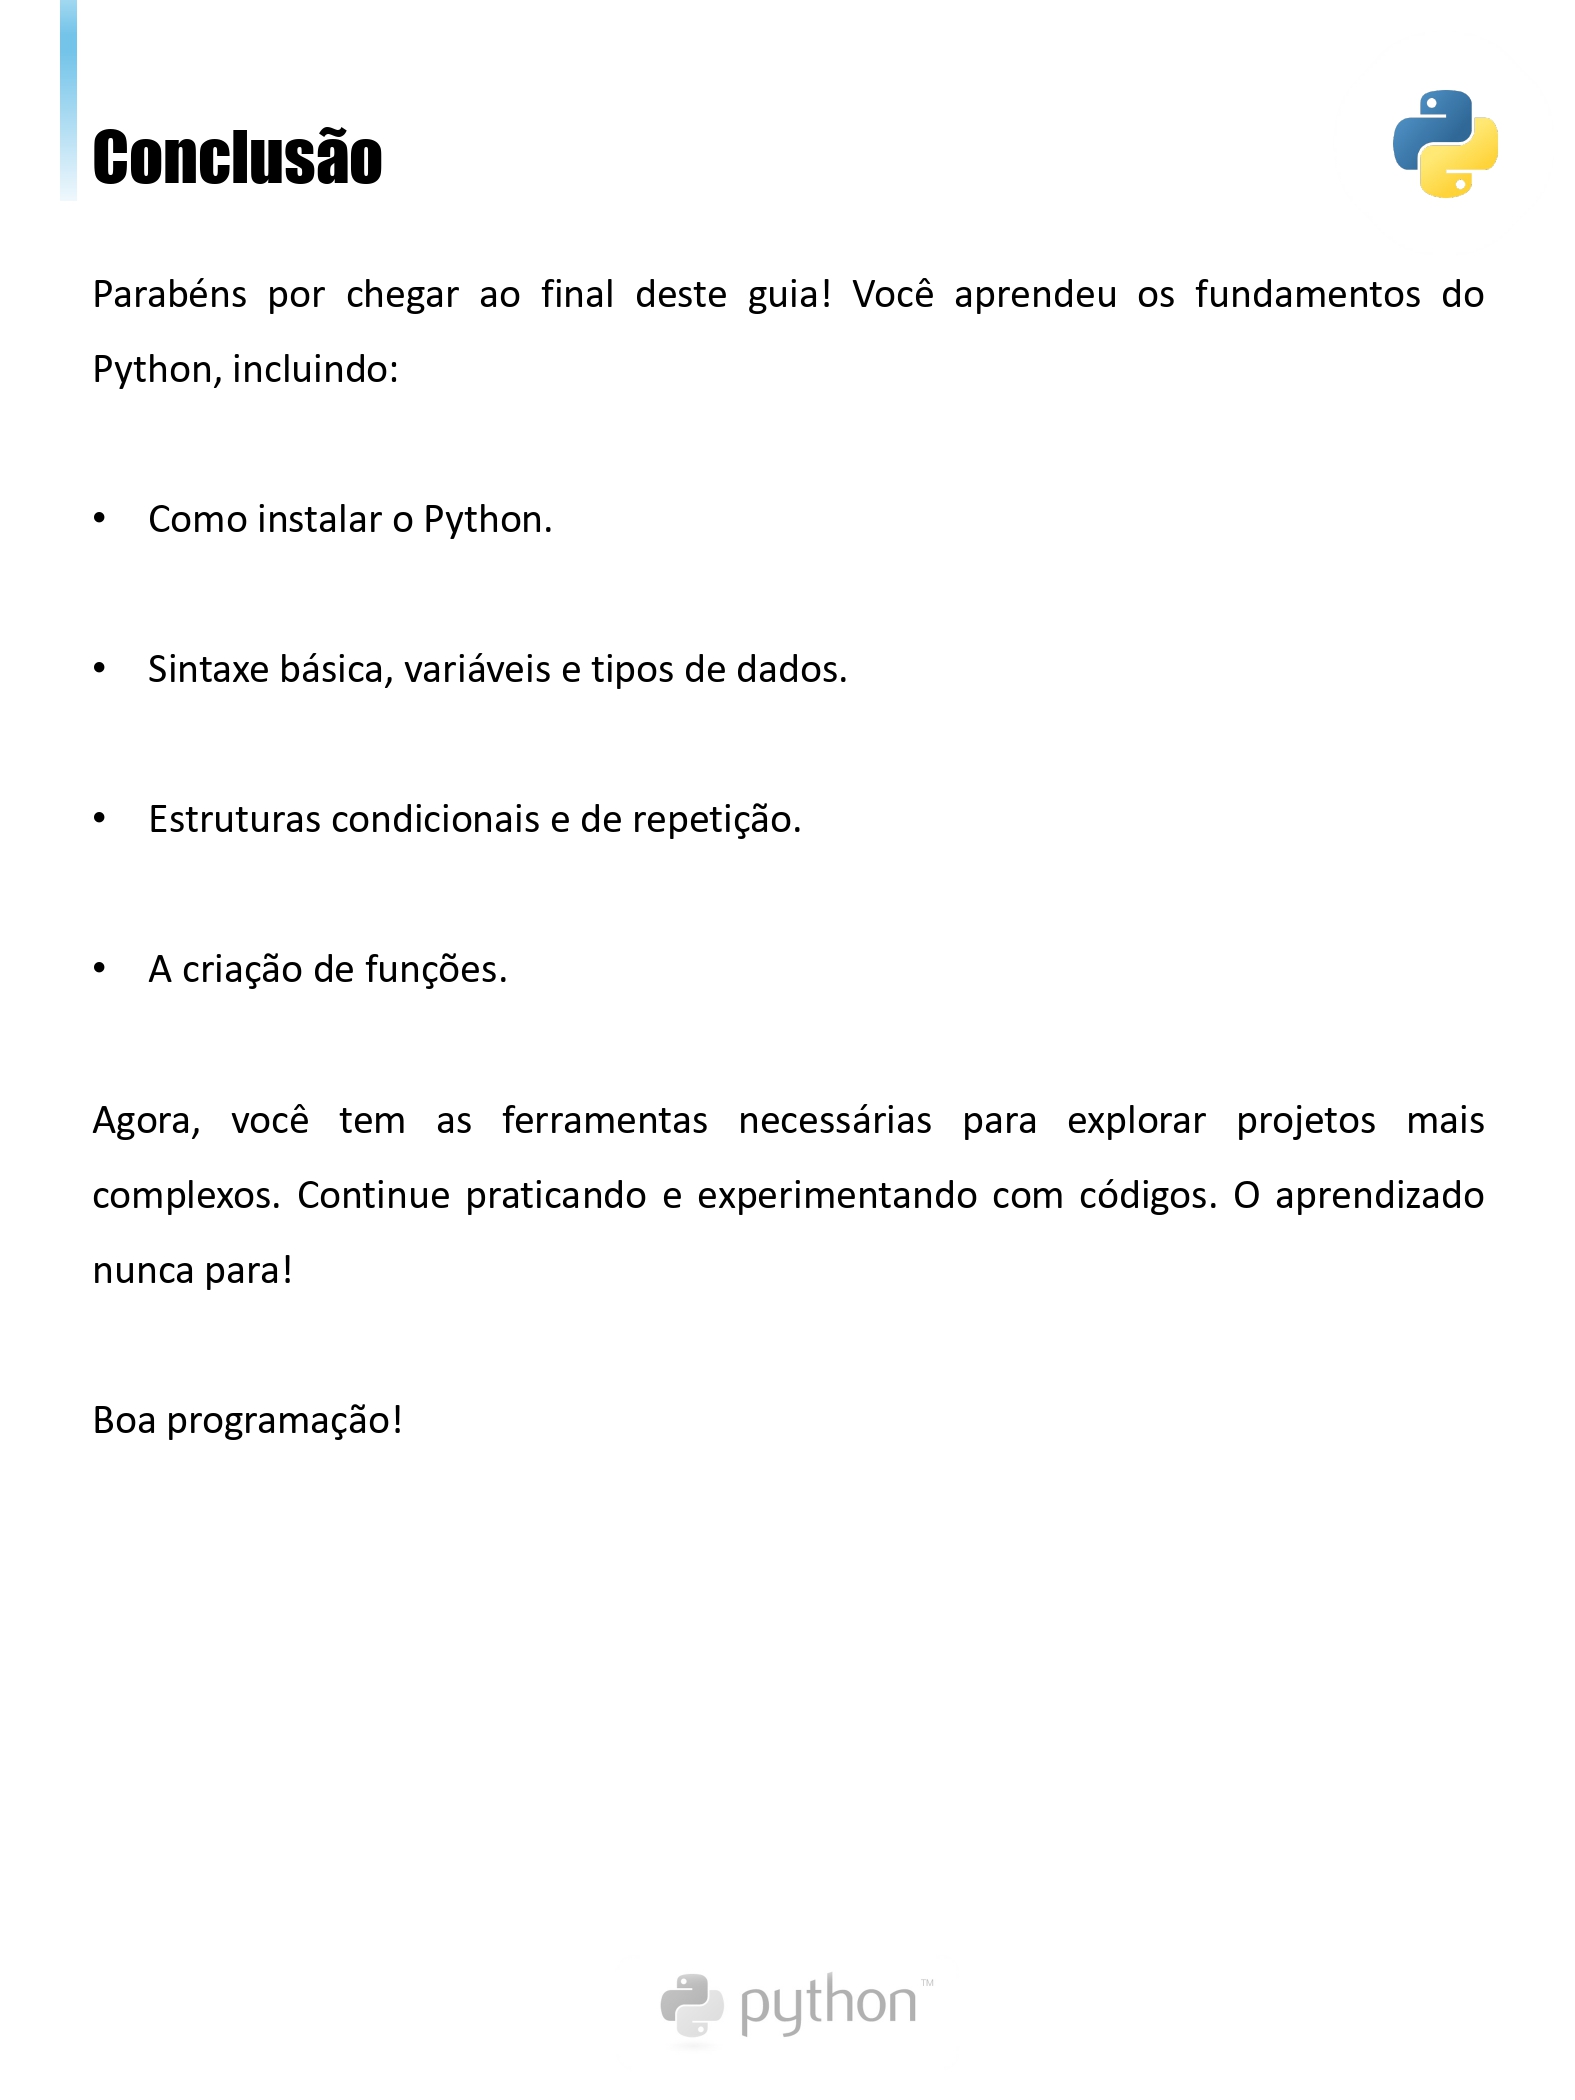 Conclusão
Parabéns por chegar ao final deste guia! Você aprendeu os fundamentos do
Python, incluindo:
• Como instalar o Python.
• Sintaxe básica, variáveis e tipos de dados.
• Estruturas condicionais e de repetição.
• A criação de funções.
Agora, você tem as ferramentas necessárias para explorar projetos mais
complexos. Continue praticando e experimentando com códigos. O aprendizado
nunca para!
Boa programação!
python™